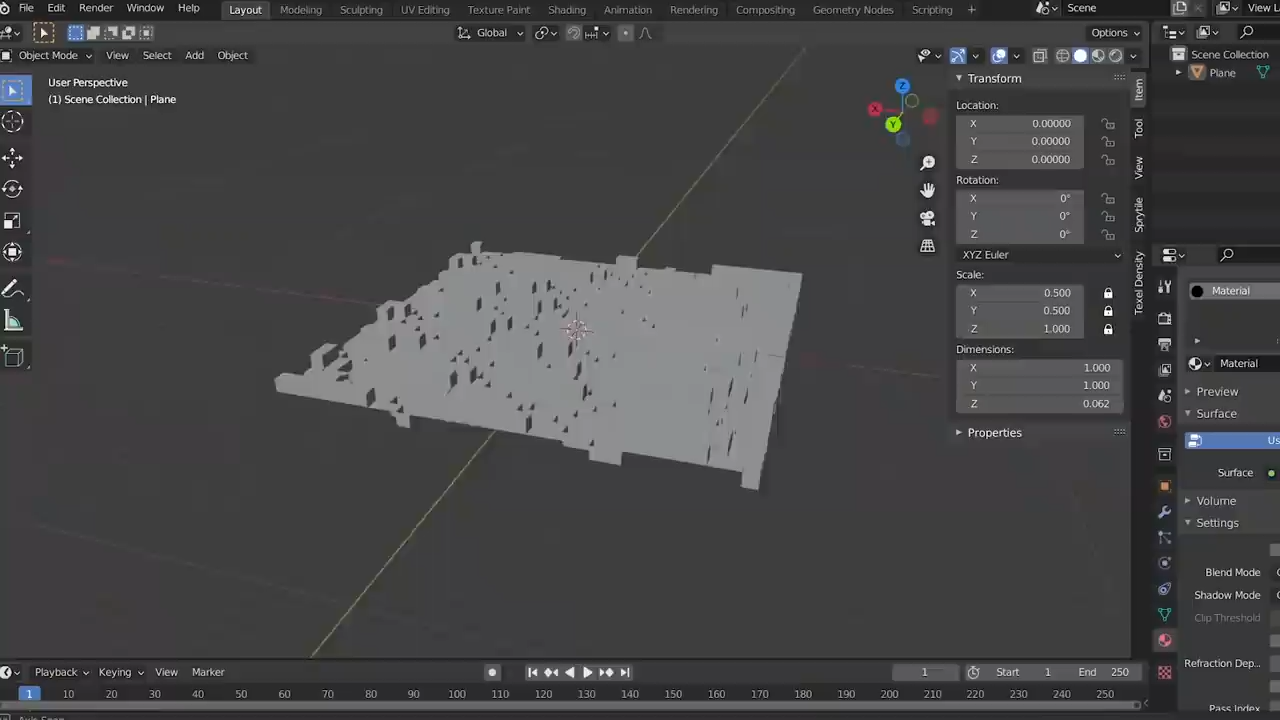 File Edit Render Window Help Layout Modeling Sculpting UV Editing Texture Paint Shading Animation Rendering Compositing Geometry Nodes Scripting + Scene View L
Global Options
Object Mode View Select Add Object Scene Collection
Plane
User Perspective
(1) Scene Collection | Plane
Z
X
Y
Transform
Location:
X 0.00000
Y 0.00000
Z 0.00000
Rotation:
X 0°
Y 0°
Z 0°
XYZ Euler
Scale:
X 0.500
Y 0.500
Z 1.000
Dimensions:
X 1.000
Y 1.000
Z 0.062
Properties
Item
Tool
View
Sprytile
Texel Density
Material
Material
Preview
Surface
Us
Surface
Volume
Settings
Blend Mode
Shadow Mode
Clip Threshold
Refraction Dep...
Pass Index
Playback Keying View Marker 1 Start 1 End 250
1 10 20 30 40 50 60 70 80 90 100 110 120 130 140 150 160 170 180 190 200 210 220 230 240 250